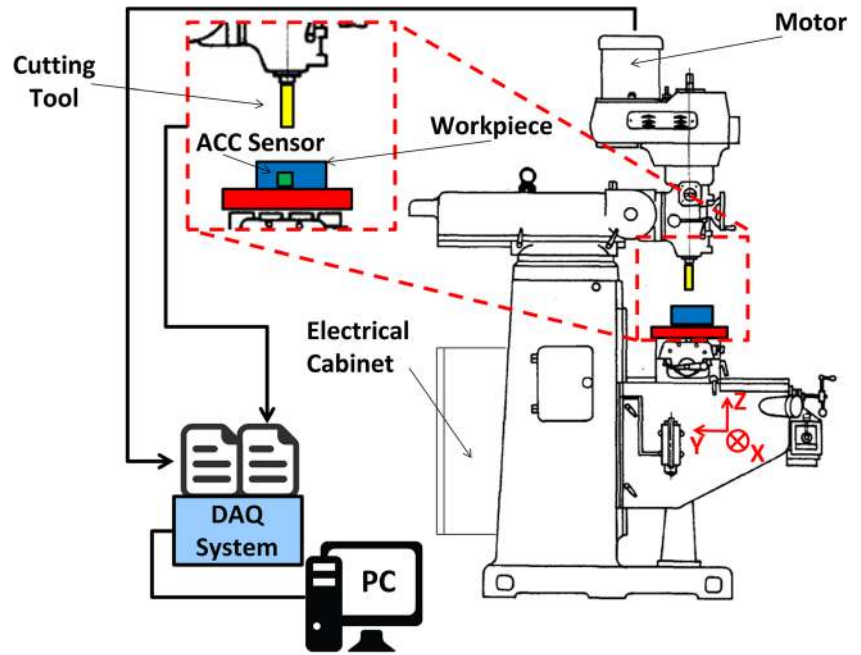 Motor
Cutting
Tool
Workpiece
ACC Sensor
Electrical
Cabinet
Z
Y
X
DAQ
System
PC